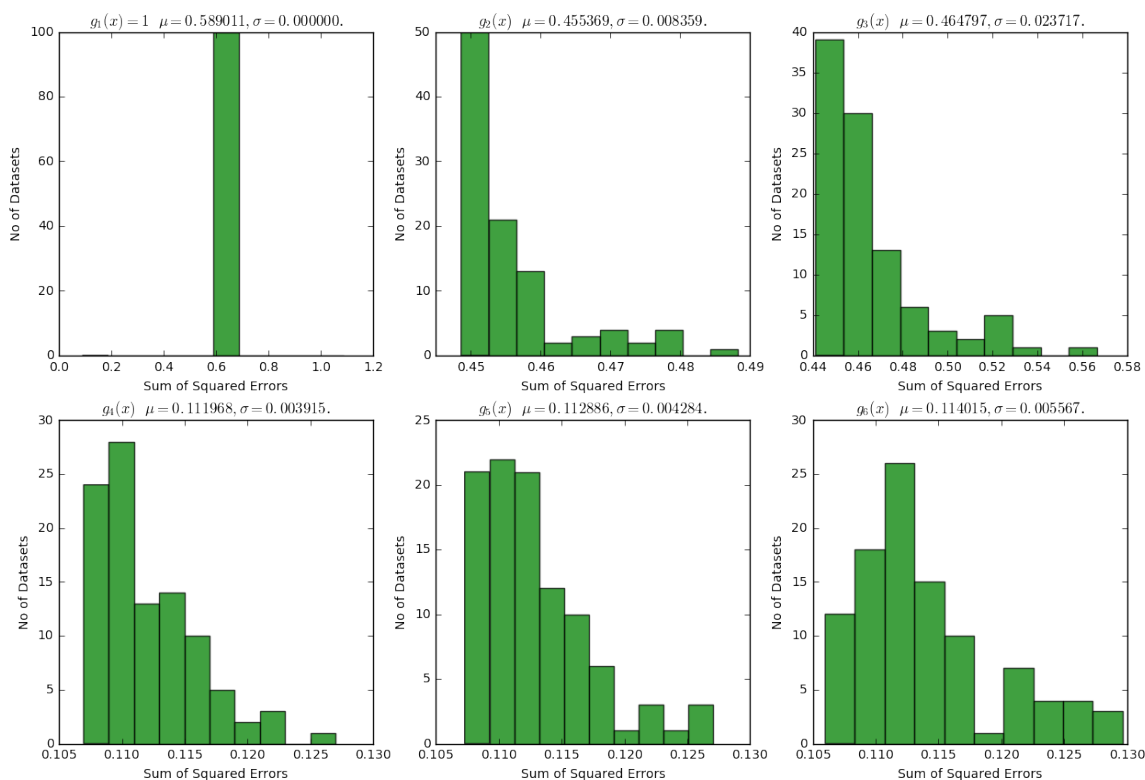 g₁(x) = 1 μ = 0.589011, σ = 0.000000.
100
80
60
40
20
0
No of Datasets
0.0 0.2 0.4 0.6 0.8 1.0 1.2
Sum of Squared Errors
g₂(x) μ = 0.455369, σ = 0.008359.
50
40
30
20
10
0
No of Datasets
0.45 0.46 0.47 0.48 0.49
Sum of Squared Errors
g₃(x) μ = 0.464797, σ = 0.023717.
40
35
30
25
20
15
10
5
0
No of Datasets
0.44 0.46 0.48 0.50 0.52 0.54 0.56 0.58
Sum of Squared Errors
g₄(x) μ = 0.111968, σ = 0.003915.
30
25
20
15
10
5
0
No of Datasets
0.105 0.110 0.115 0.120 0.125 0.130
Sum of Squared Errors
g₅(x) μ = 0.112886, σ = 0.004284.
25
20
15
10
5
0
No of Datasets
0.105 0.110 0.115 0.120 0.125 0.130
Sum of Squared Errors
g₆(x) μ = 0.114015, σ = 0.005567.
30
25
20
15
10
5
0
No of Datasets
0.105 0.110 0.115 0.120 0.125 0.130
Sum of Squared Errors